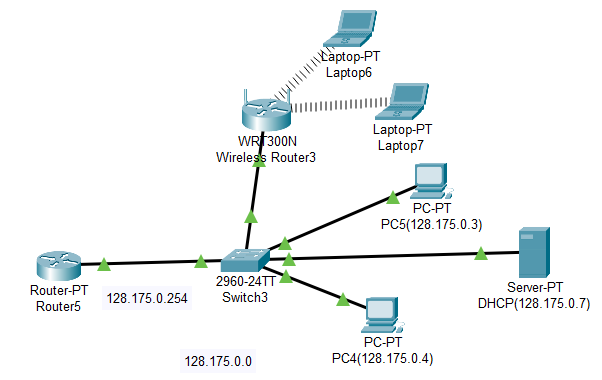 Laptop-PT
Laptop6
Laptop-PT
Laptop7
WRT300N
Wireless Router3
PC-PT
PC5(128.175.0.3)
2960-24TT
Switch3
Server-PT
DHCP(128.175.0.7)
Router-PT
Router5
128.175.0.254
PC-PT
PC4(128.175.0.4)
128.175.0.0